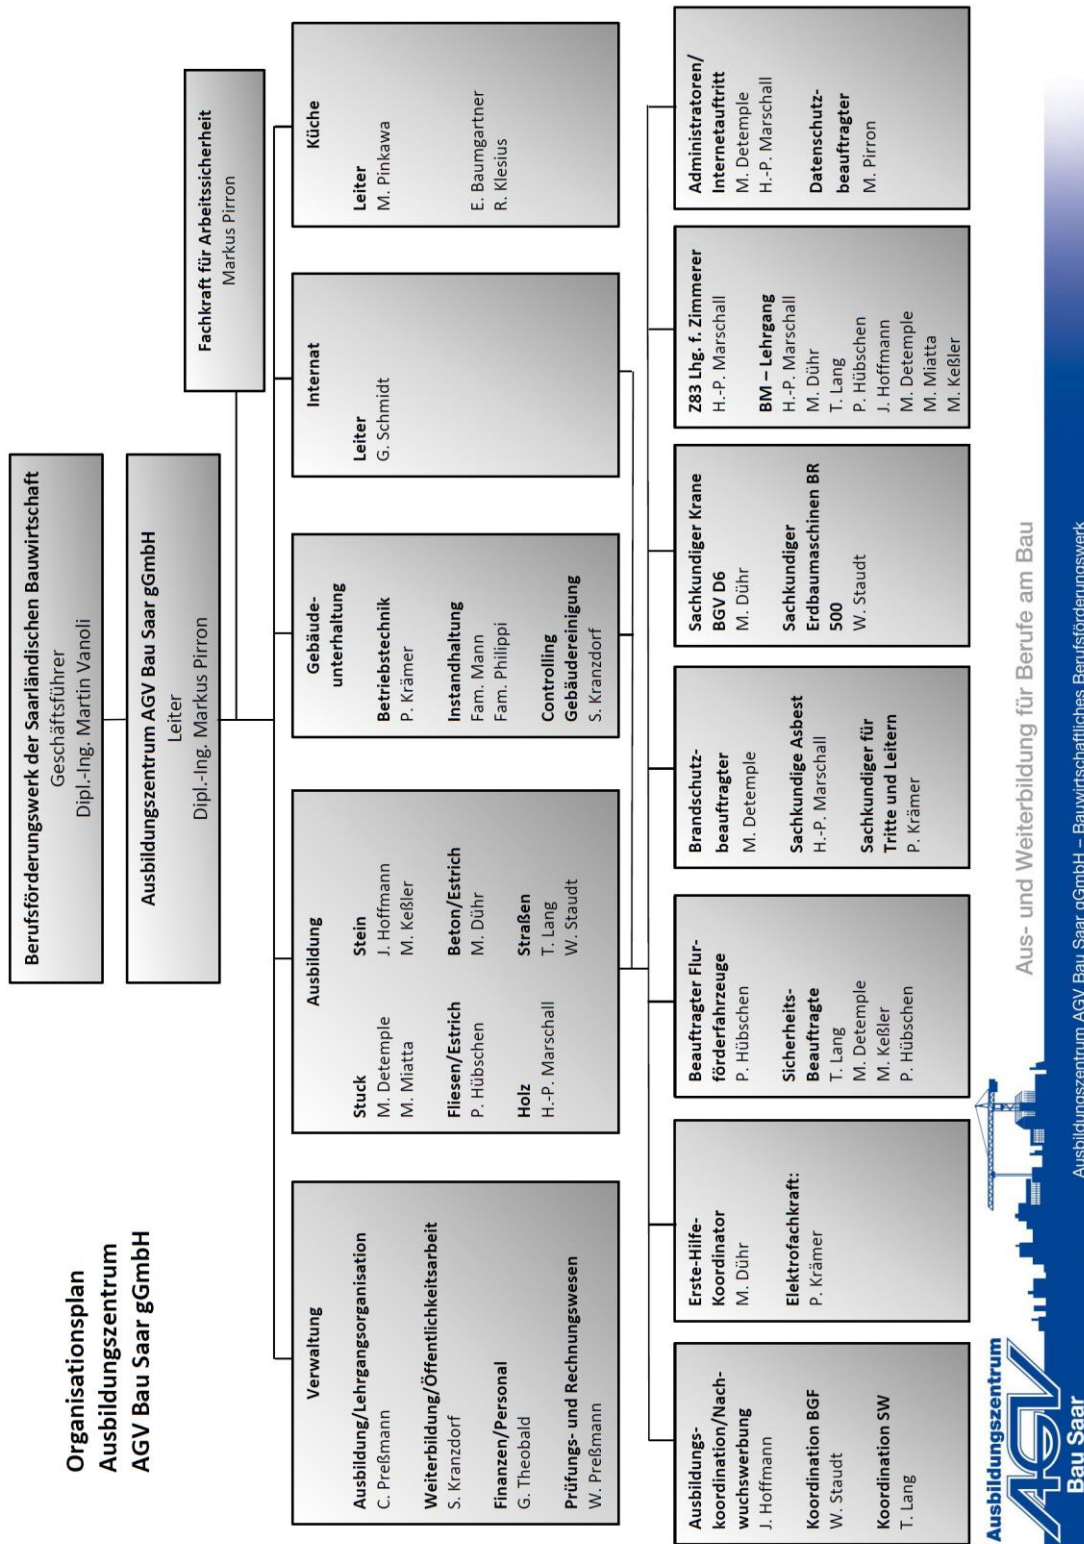 Organisationsplan
Ausbildungszentrum
AGV Bau Saar gGmbH
Berufsförderungswerk der Saarländischen Bauwirtschaft
Geschäftsführer
Dipl.-Ing. Martin Vanoli
Ausbildungszentrum AGV Bau Saar gGmbH
Leiter
Dipl.-Ing. Markus Pirron
Fachkraft für Arbeitssicherheit
Markus Pirron
Verwaltung
Ausbildung/Lehrgangsorganisation
C. Preßmann
Weiterbildung/Öffentlichkeitsarbeit
S. Kranzdorf
Finanzen/Personal
G. Theobald
Prüfungs- und Rechnungswesen
W. Preßmann
Ausbildung
Stuck
M. Detemple
M. Miatta
Stein
J. Hoffmann
M. Keßler
Fliesen/Estrich
P. Hübschen
Beton/Estrich
M. Dühr
Holz
H.-P. Marschall
Straßen
T. Lang
W. Staudt
Gebäude-
unterhaltung
Betriebstechnik
P. Krämer
Instandhaltung
Fam. Mann
Fam. Philippi
Controlling
Gebäudereinigung
S. Kranzdorf
Internat
Leiter
G. Schmidt
Küche
Leiter
M. Pinkawa
E. Baumgartner
R. Klesius
Ausbildungs-
koordination/Nach-
wuchswerbung
J. Hoffmann
Koordination BGF
W. Staudt
Koordination SW
T. Lang
Erste-Hilfe-
Koordinator
M. Dühr
Elektrofachkraft:
P. Krämer
Beauftragter Flur-
förderfahrzeuge
P. Hübschen
Sicherheits-
Beauftragte
T. Lang
M. Detemple
M. Keßler
P. Hübschen
Brandschutz-
beauftragter
M. Detemple
Sachkundige Asbest
H.-P. Marschall
Sachkundiger für
Tritte und Leitern
P. Krämer
Sachkundiger Krane
BGV D6
M. Dühr
Sachkundiger
Erdbaumaschinen BR
500
W. Staudt
Z83 Lhg. f. Zimmerer
H.-P. Marschall
BM – Lehrgang
H.-P. Marschall
M. Dühr
T. Lang
P. Hübschen
J. Hoffmann
M. Detemple
M. Miatta
M. Keßler
Administratoren/
Internetauftritt
M. Detemple
H.-P. Marschall
Datenschutz-
beauftragter
M. Pirron
Ausbildungszentrum
AGV
Bau Saar
Aus- und Weiterbildung für Berufe am Bau
Ausbildungszentrum AGV Bau Saar gGmbH – Bauwirtschaftliches Berufsförderungswerk